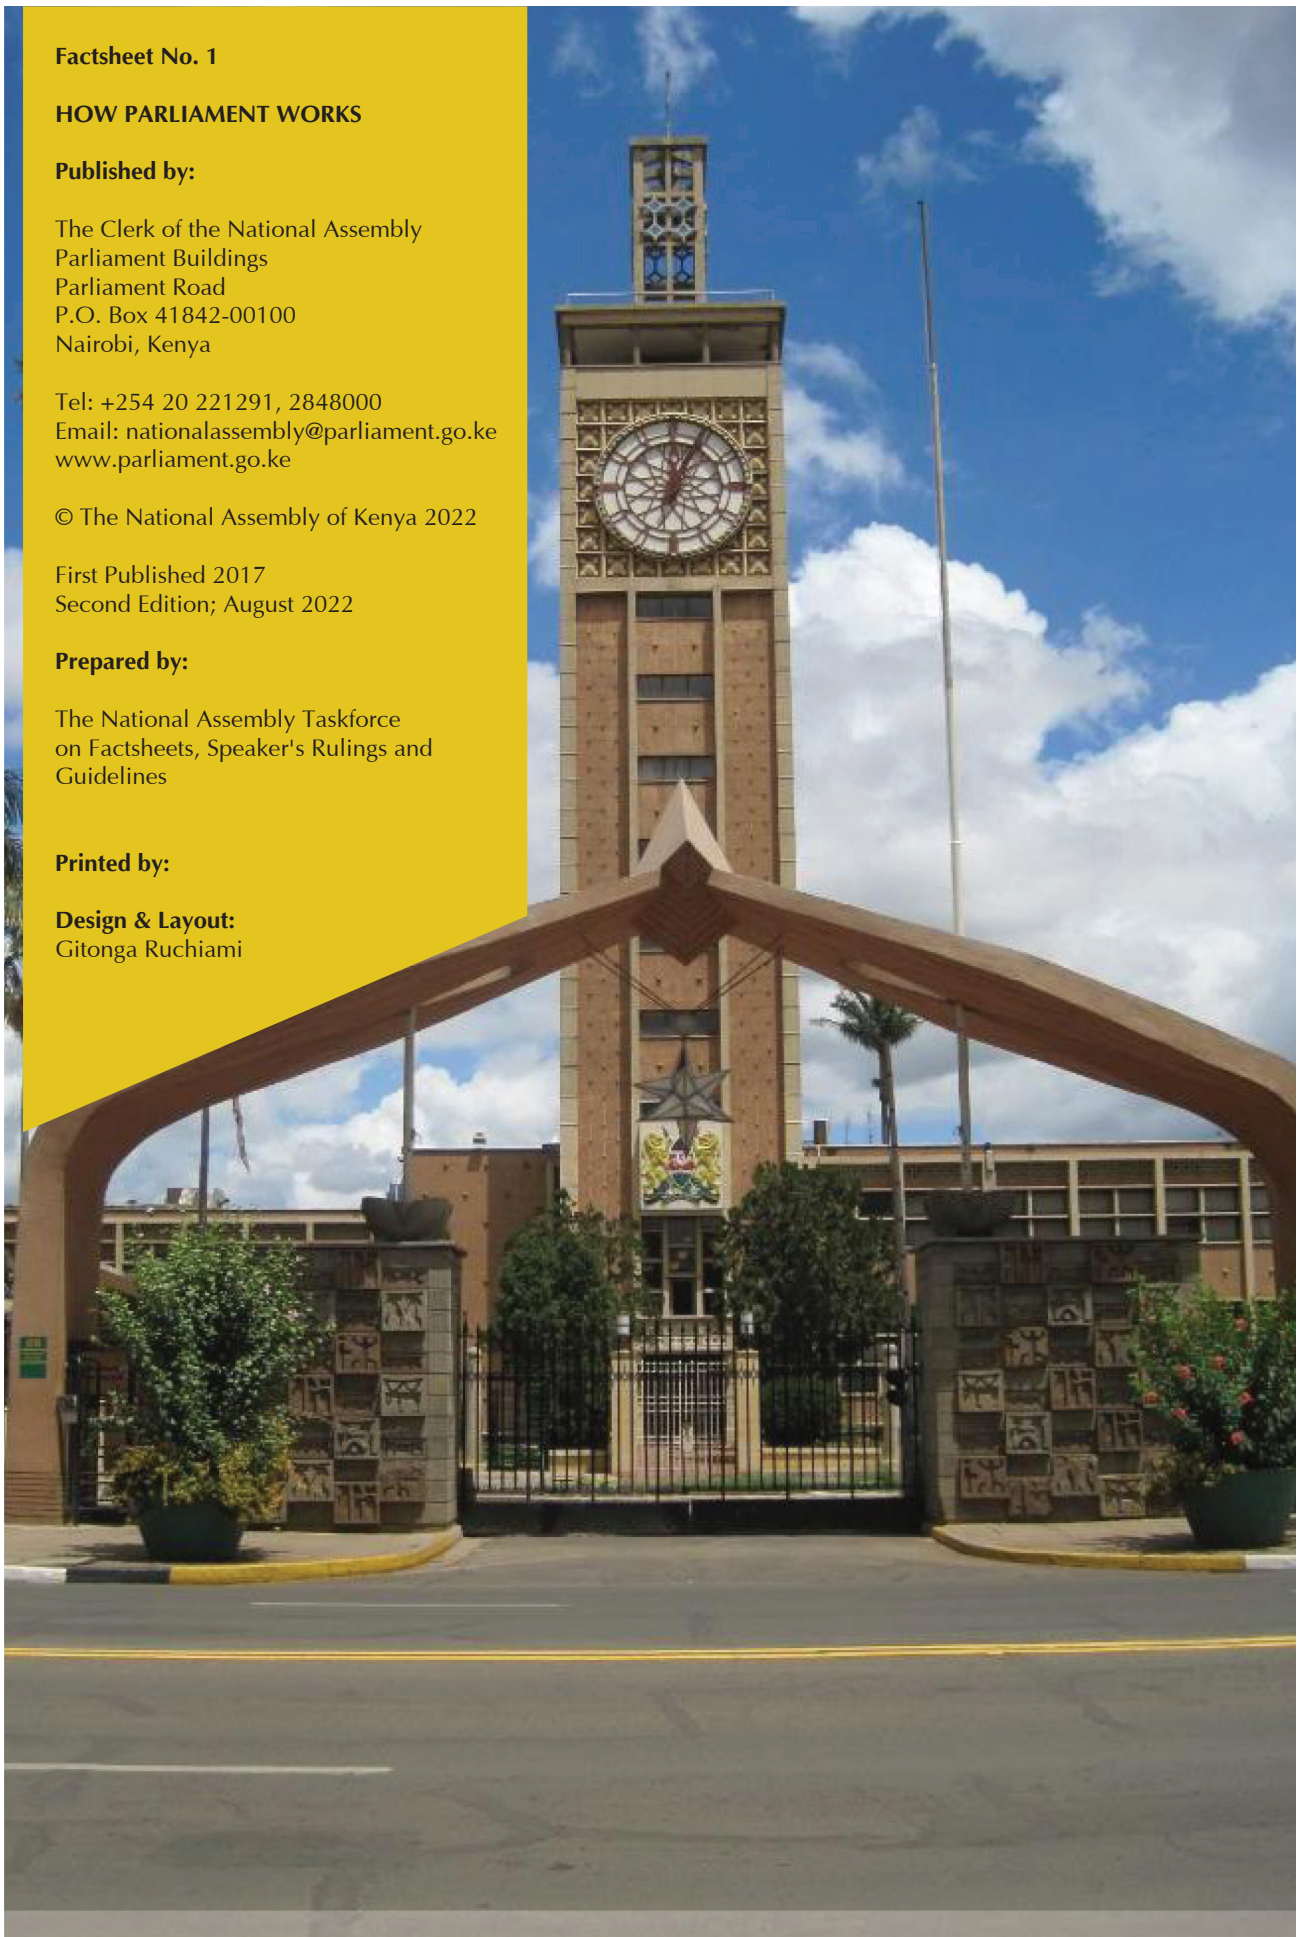 Factsheet No. 1
HOW PARLIAMENT WORKS
Published by:
The Clerk of the National Assembly
Parliament Buildings
Parliament Road
P.O. Box 41842-00100
Nairobi, Kenya
Tel: +254 20 221291, 2848000
Email: nationalassembly@parliament.go.ke
www.parliament.go.ke
© The National Assembly of Kenya 2022
First Published 2017
Second Edition; August 2022
Prepared by:
The National Assembly Taskforce
on Factsheets, Speaker's Rulings and
Guidelines
Printed by:
Design & Layout:
Gitonga Ruchiami